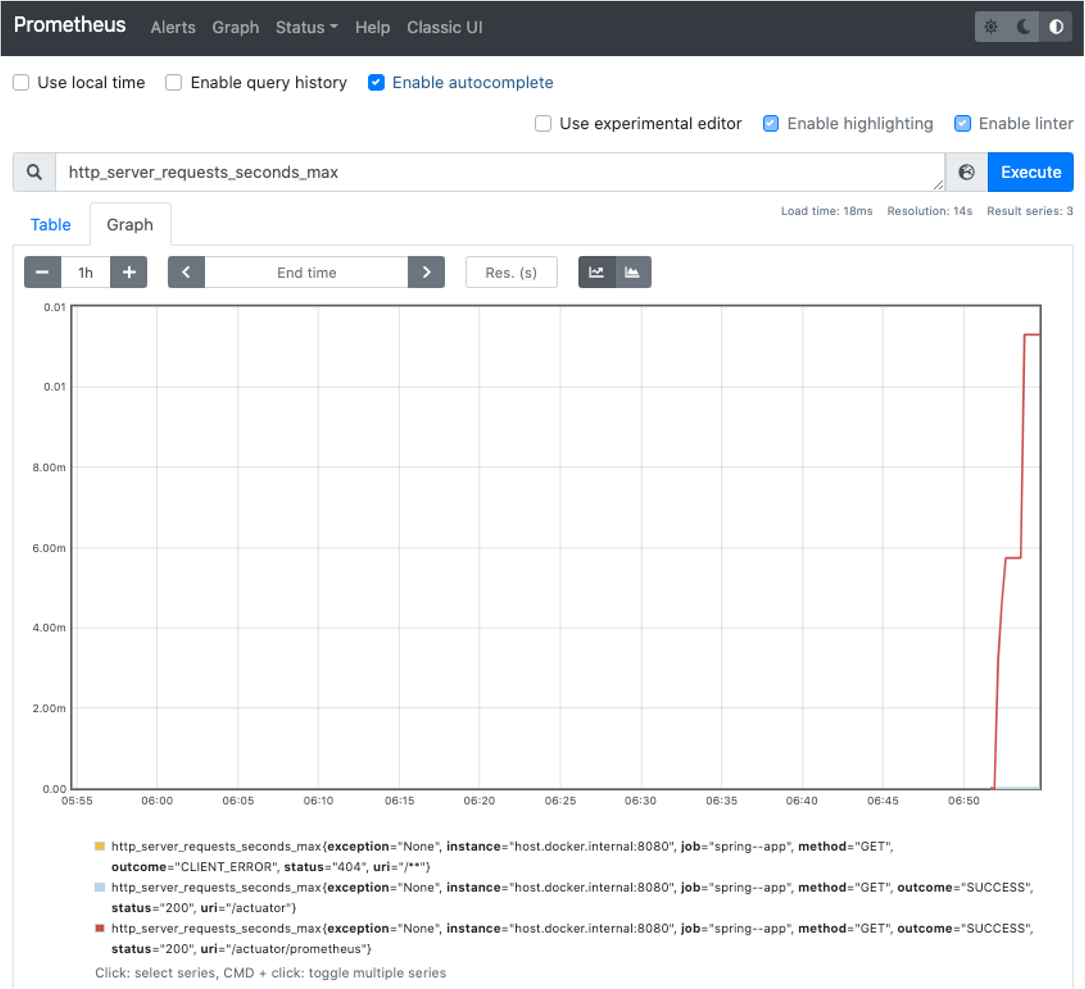 Prometheus Alerts Graph Status Help Classic UI
Use local time Enable query history Enable autocomplete
Use experimental editor Enable highlighting Enable linter
http_server_requests_seconds_max Execute
Load time: 18ms Resolution: 14s Result series: 3
Table Graph
1h End time Res. (s)
0.01
0.01
8.00m
6.00m
4.00m
2.00m
0.00
05:55 06:00 06:05 06:10 06:15 06:20 06:25 06:30 06:35 06:40 06:45 06:50
http_server_requests_seconds_max{exception="None", instance="host.docker.internal:8080", job="spring--app", method="GET",
outcome="CLIENT_ERROR", status="404", uri="/**"}
http_server_requests_seconds_max{exception="None", instance="host.docker.internal:8080", job="spring--app", method="GET", outcome="SUCCESS",
status="200", uri="/actuator"}
http_server_requests_seconds_max{exception="None", instance="host.docker.internal:8080", job="spring--app", method="GET", outcome="SUCCESS",
status="200", uri="/actuator/prometheus"}
Click: select series, CMD + click: toggle multiple series